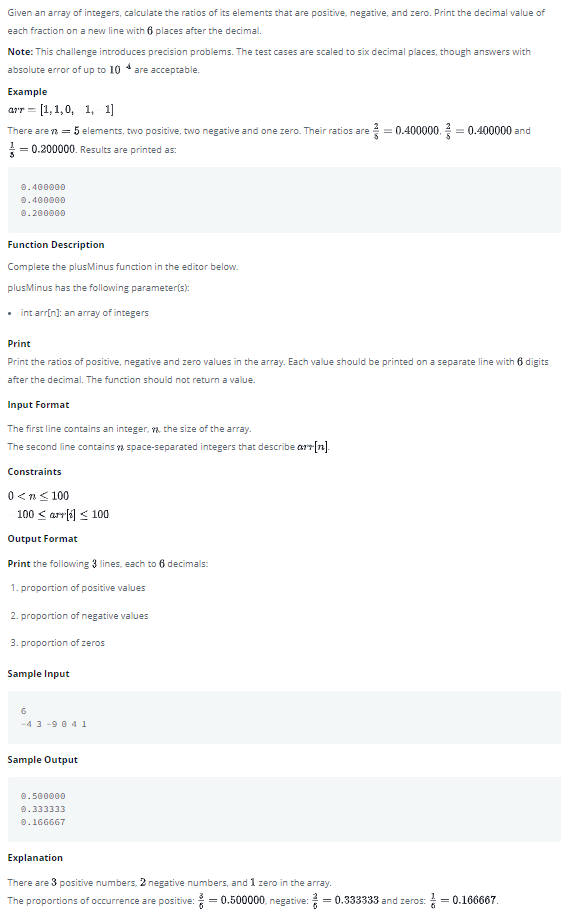 Given an array of integers, calculate the ratios of its elements that are positive, negative, and zero. Print the decimal value of
each fraction on a new line with 6 places after the decimal.
Note: This challenge introduces precision problems. The test cases are scaled to six decimal places, though answers with
absolute error of up to 10⁻⁴ are acceptable.
Example
arr = [1, 1, 0, 1, 1]
There are n = 5 elements, two positive, two negative and one zero. Their ratios are 2/5 = 0.400000, 2/5 = 0.400000 and
1/5 = 0.200000. Results are printed as:
0.400000
0.400000
0.200000
Function Description
Complete the plusMinus function in the editor below.
plusMinus has the following parameter(s):
• int arr[n]: an array of integers
Print
Print the ratios of positive, negative and zero values in the array. Each value should be printed on a separate line with 6 digits
after the decimal. The function should not return a value.
Input Format
The first line contains an integer, n, the size of the array.
The second line contains n space-separated integers that describe arr[n].
Constraints
0 < n ≤ 100
100 ≤ arr[i] ≤ 100
Output Format
Print the following 3 lines, each to 6 decimals:
1. proportion of positive values
2. proportion of negative values
3. proportion of zeros
Sample Input
6
-4 3 -9 0 4 1
Sample Output
0.500000
0.333333
0.166667
Explanation
There are 3 positive numbers, 2 negative numbers, and 1 zero in the array.
The proportions of occurrence are positive: 3/6 = 0.500000, negative: 2/6 = 0.333333 and zeros: 1/6 = 0.166667.